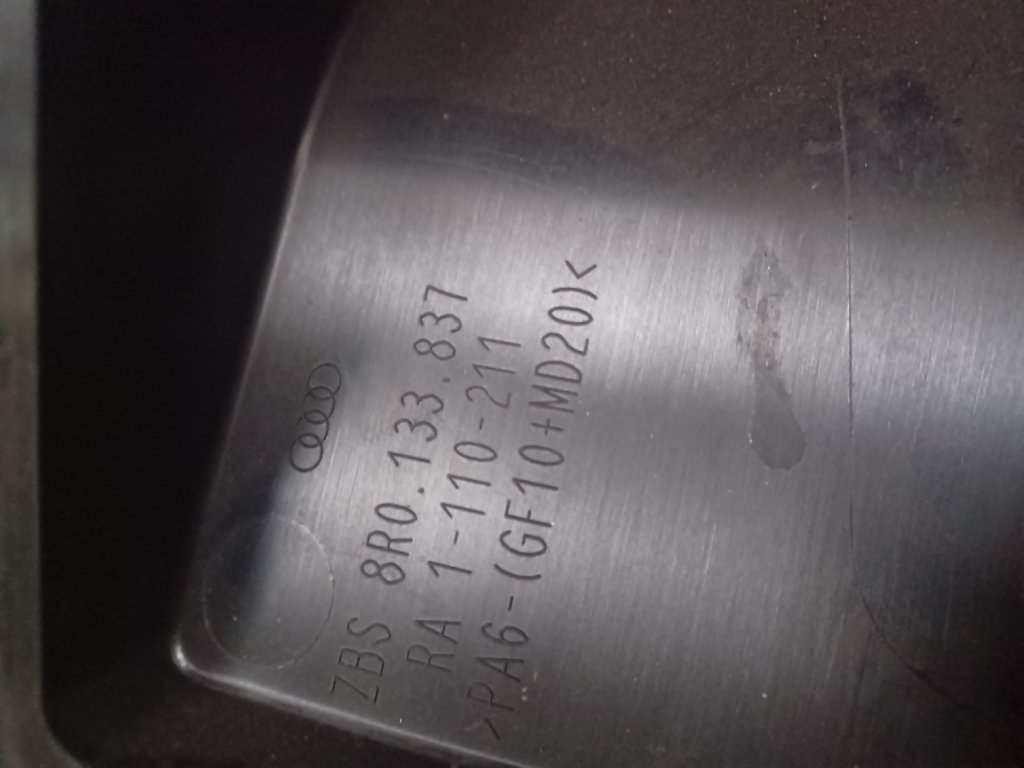 ZBS 8R0.133.837
RA 1-110-211
>PA6-(GF10+MD20)<